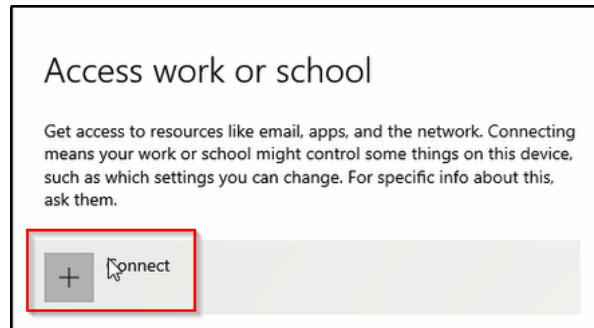 Access work or school
Get access to resources like email, apps, and the network. Connecting
means your work or school might control some things on this device,
such as which settings you can change. For specific info about this,
ask them.
Connect